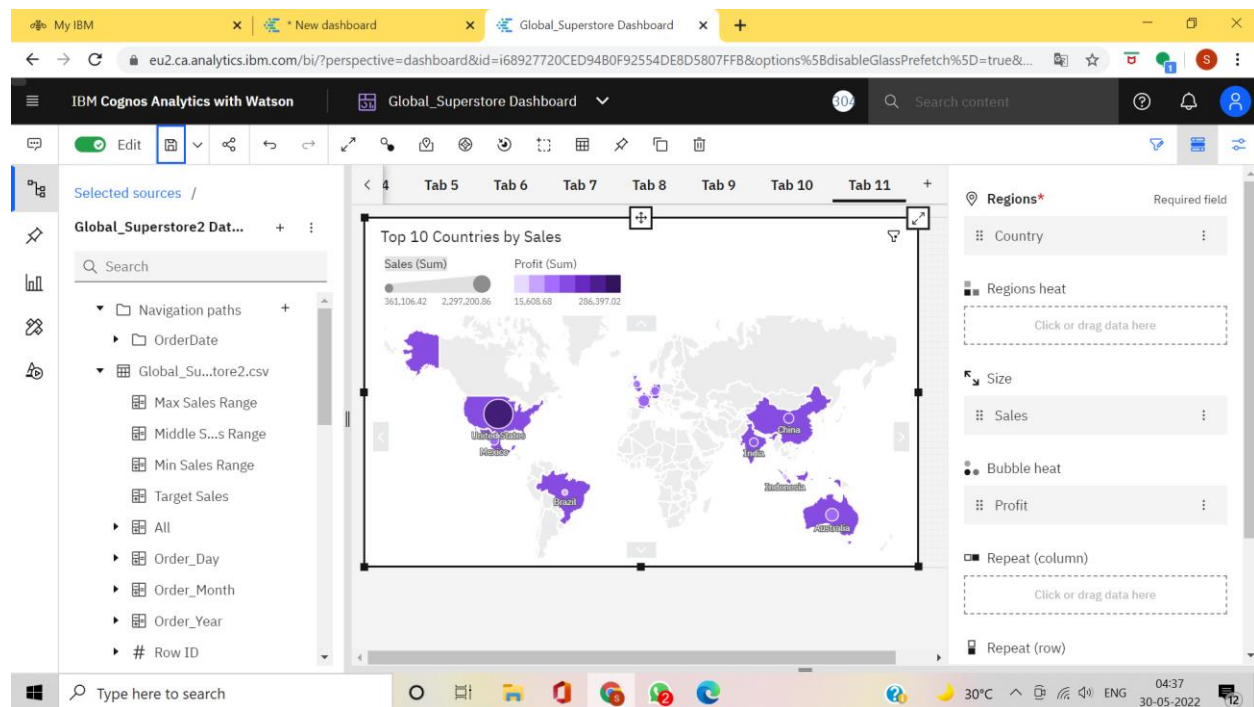 My IBM
* New dashboard
Global_Superstore Dashboard
eu2.ca.analytics.ibm.com/bi/?perspective=dashboard&id=i68927720CED94B0F92554DE8D5807FFB&options%5BdisableGlassPrefetch%5D=true&...
1
S
IBM Cognos Analytics with Watson
Global_Superstore Dashboard
304
Search content
Edit
Selected sources /
Global_Superstore2 Dat...
Search
Navigation paths
OrderDate
Global_Su...tore2.csv
Max Sales Range
Middle S...s Range
Min Sales Range
Target Sales
All
Order_Day
Order_Month
Order_Year
# Row ID
4
Tab 5
Tab 6
Tab 7
Tab 8
Tab 9
Tab 10
Tab 11
Top 10 Countries by Sales
Sales (Sum)
Profit (Sum)
361,106.42 2,297,200.86
15,608.68 286,397.02
United States
Mexico
Brazil
China
India
Indonesia
Australia
Regions*
Required field
Country
Regions heat
Click or drag data here
Size
Sales
Bubble heat
Profit
Repeat (column)
Click or drag data here
Repeat (row)
Type here to search
2
30°C
ENG
04:37
30-05-2022
12